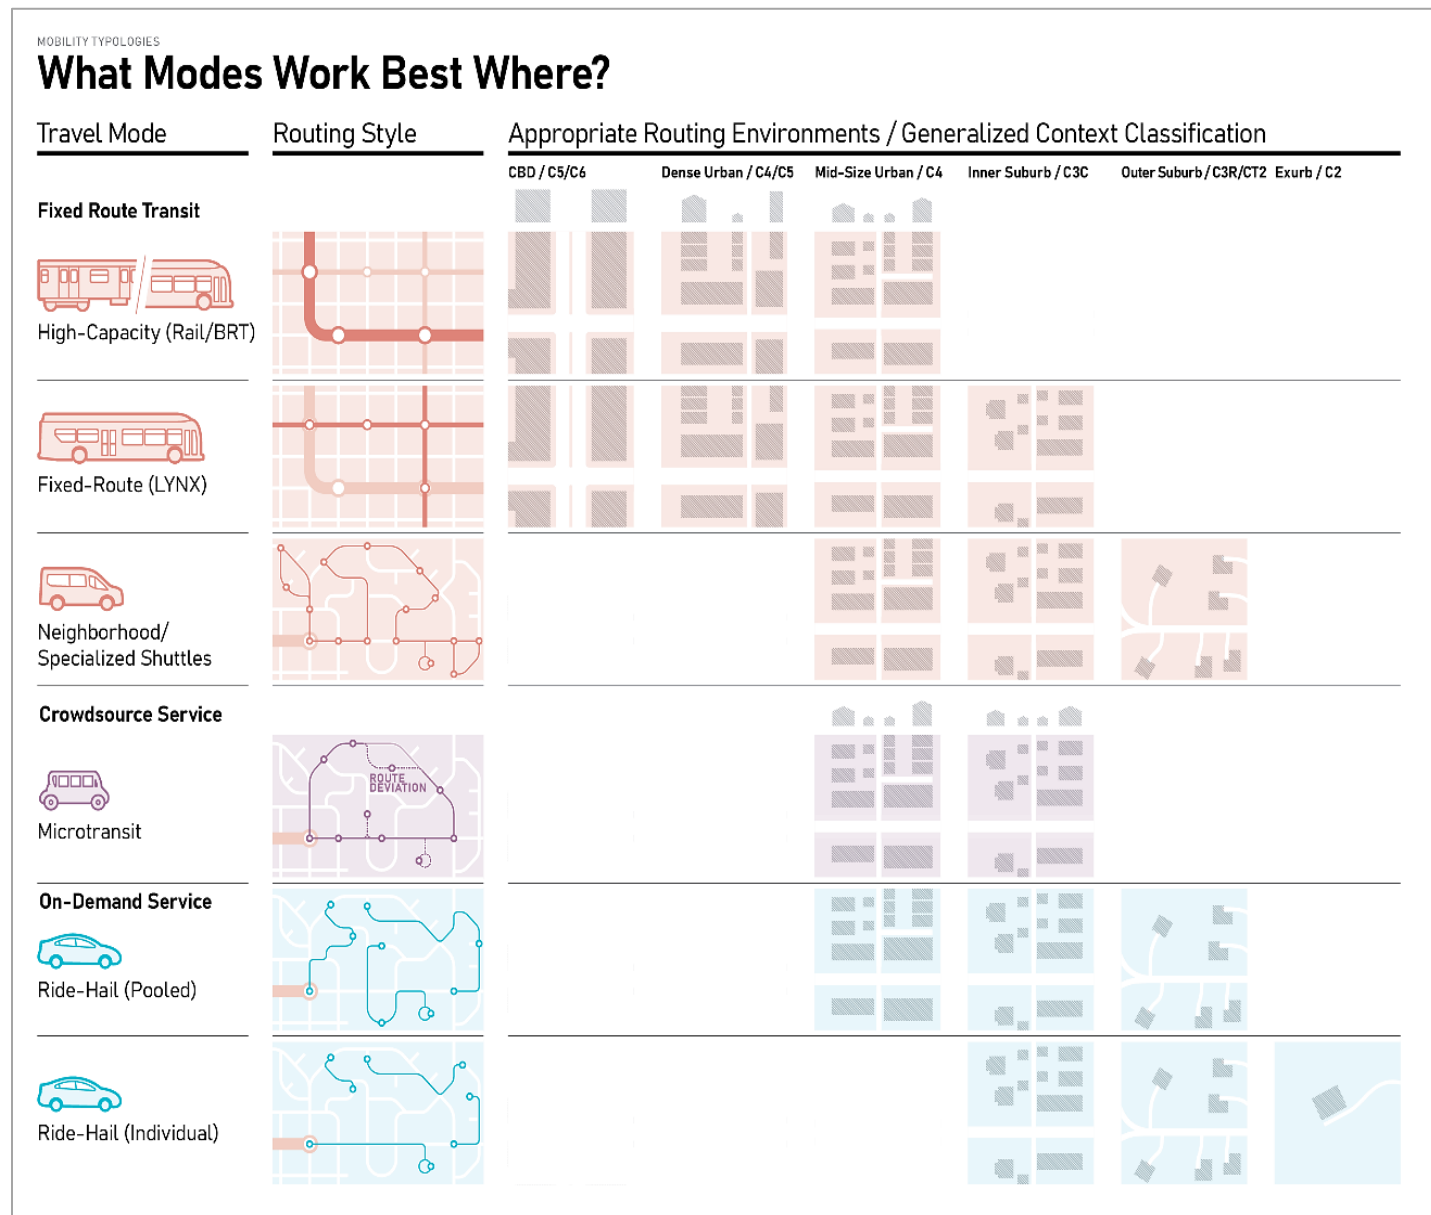 MOBILITY TYPOLOGIES
What Modes Work Best Where?
Travel Mode
Routing Style
Appropriate Routing Environments / Generalized Context Classification
CBD / C5/C6
Dense Urban / C4/C5
Mid-Size Urban / C4
Inner Suburb / C3C
Outer Suburb / C3R/CT2
Exurb / C2
Fixed Route Transit
High-Capacity (Rail/BRT)
Fixed-Route (LYNX)
Neighborhood/
Specialized Shuttles
Crowdsource Service
ROUTE
DEVIATION
Microtransit
On-Demand Service
Ride-Hail (Pooled)
Ride-Hail (Individual)